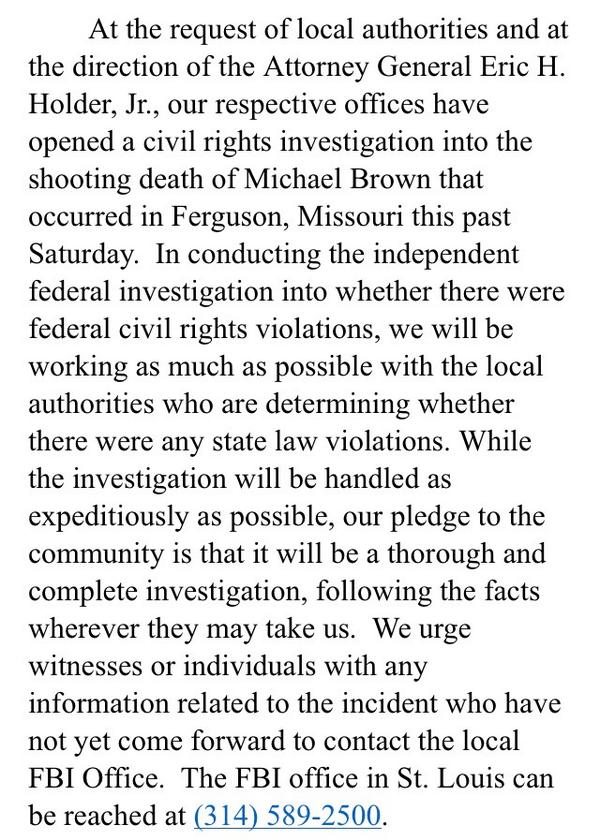 At the request of local authorities and at
the direction of the Attorney General Eric H.
Holder, Jr., our respective offices have
opened a civil rights investigation into the
shooting death of Michael Brown that
occurred in Ferguson, Missouri this past
Saturday.  In conducting the independent
federal investigation into whether there were
federal civil rights violations, we will be
working as much as possible with the local
authorities who are determining whether
there were any state law violations. While
the investigation will be handled as
expeditiously as possible, our pledge to the
community is that it will be a thorough and
complete investigation, following the facts
wherever they may take us.  We urge
witnesses or individuals with any
information related to the incident who have
not yet come forward to contact the local
FBI Office.  The FBI office in St. Louis can
be reached at (314) 589-2500.